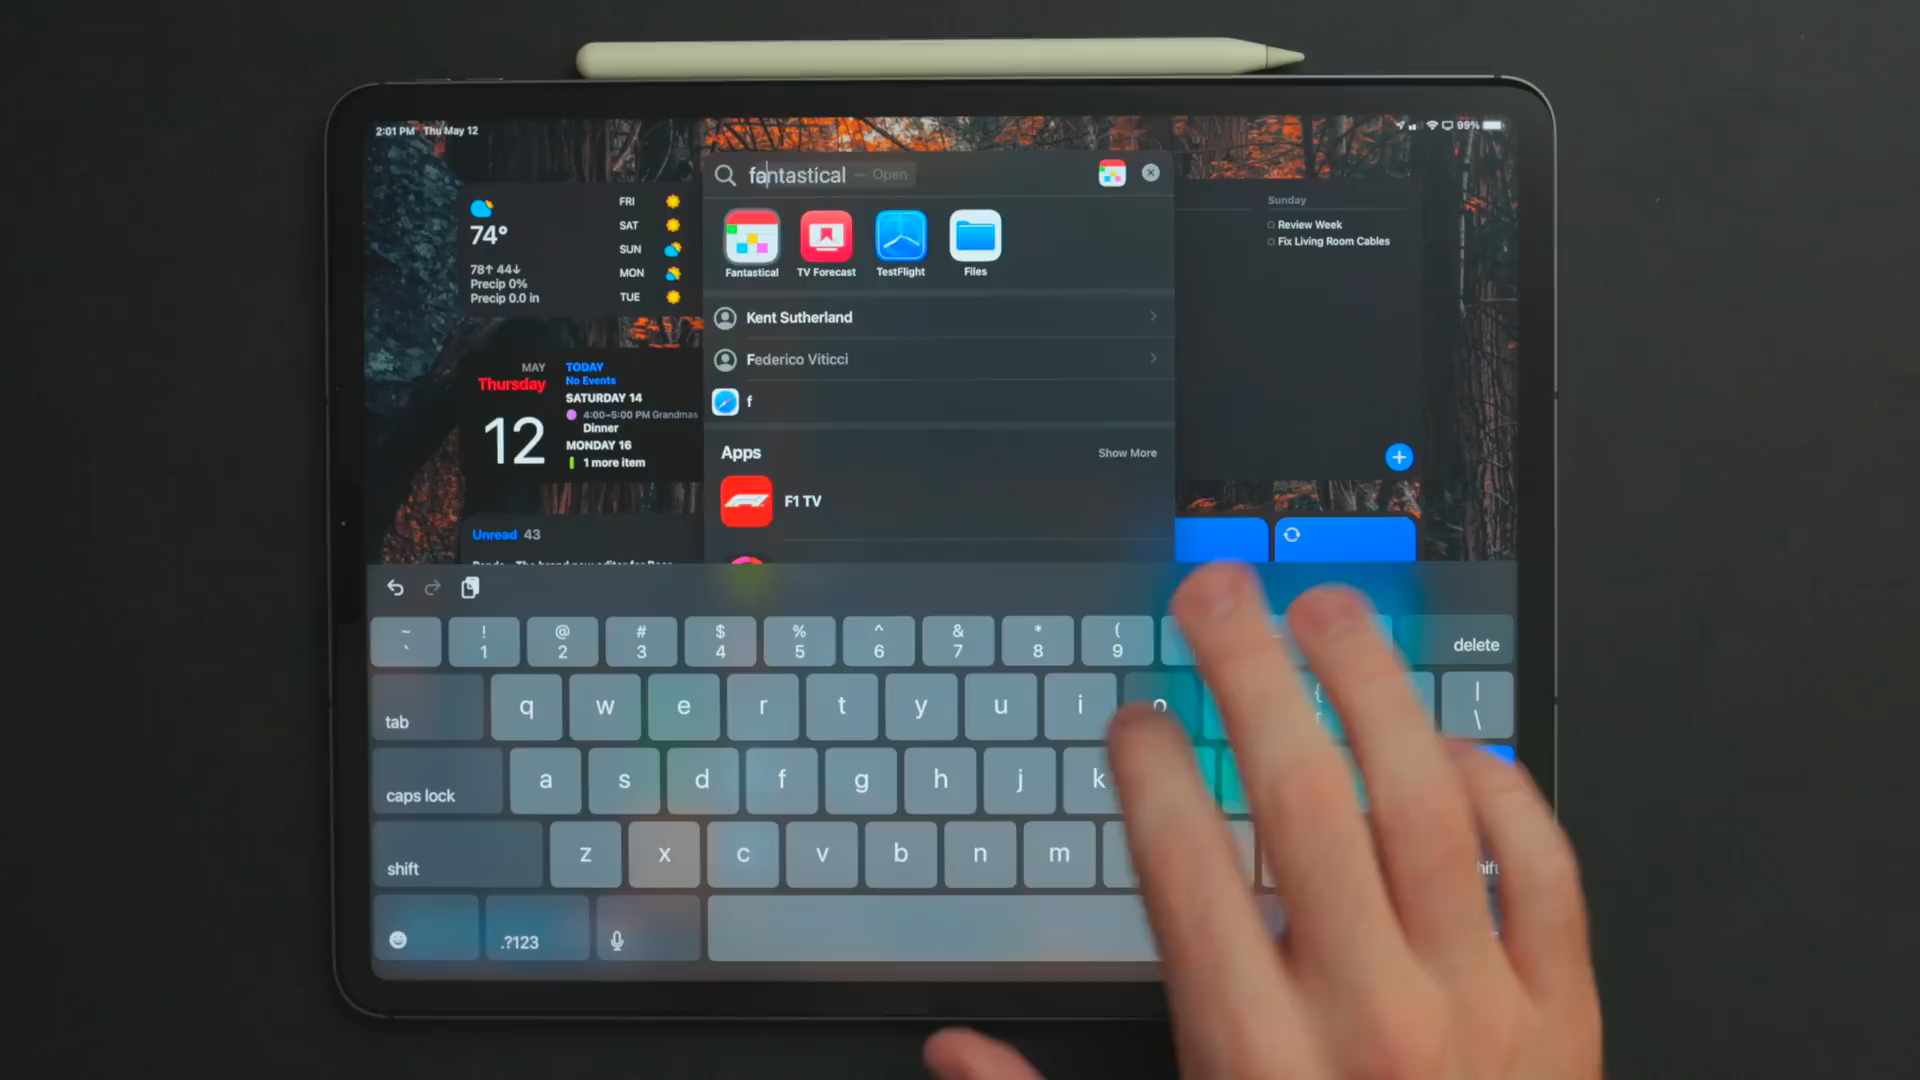 2:01 PM Thu May 12
99%
fantastical — Open
74°
78↑ 44↓
Precip 0%
Precip 0.0 in
FRI
SAT
SUN
MON
TUE
Fantastical
TV Forecast
TestFlight
Files
Sunday
Review Week
Fix Living Room Cables
Kent Sutherland
Federico Viticci
f
MAY
Thursday
12
TODAY
No Events
SATURDAY 14
4:00–5:00 PM Grandmas
Dinner
MONDAY 16
1 more item
Apps
Show More
F1 TV
Unread 43
~ ! @ # $ % ^ & * (
` 1 2 3 4 5 6 7 8 9
delete
tab q w e r t y u i o { | \
caps lock a s d f g h j k
shift z x c v b n m
.?123